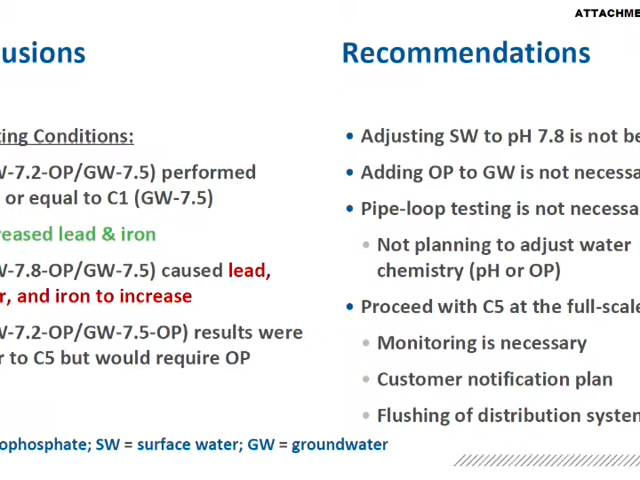 ATTACHME
usions
ting Conditions:
W-7.2-OP/GW-7.5) performed
or equal to C1 (GW-7.5)
reased lead & iron
W-7.8-OP/GW-7.5) caused lead,
r, and iron to increase
W-7.2-OP/GW-7.5-OP) results were
r to C5 but would require OP
Recommendations
• Adjusting SW to pH 7.8 is not be
• Adding OP to GW is not necessa
• Pipe-loop testing is not necessa
• Not planning to adjust water
chemistry (pH or OP)
• Proceed with C5 at the full-scale
• Monitoring is necessary
• Customer notification plan
• Flushing of distribution system
ophosphate; SW = surface water; GW = groundwater